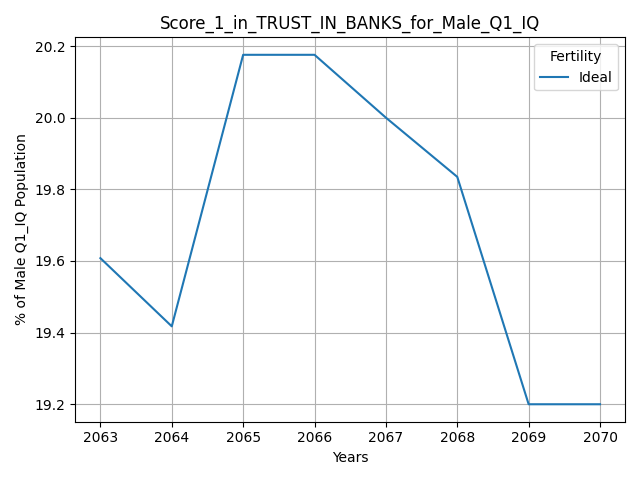 Score_1_in_TRUST_IN_BANKS_for_Male_Q1_IQ
Fertility
Ideal
% of Male Q1_IQ Population
20.2
20.0
19.8
19.6
19.4
19.2
2063 2064 2065 2066 2067 2068 2069 2070
Years